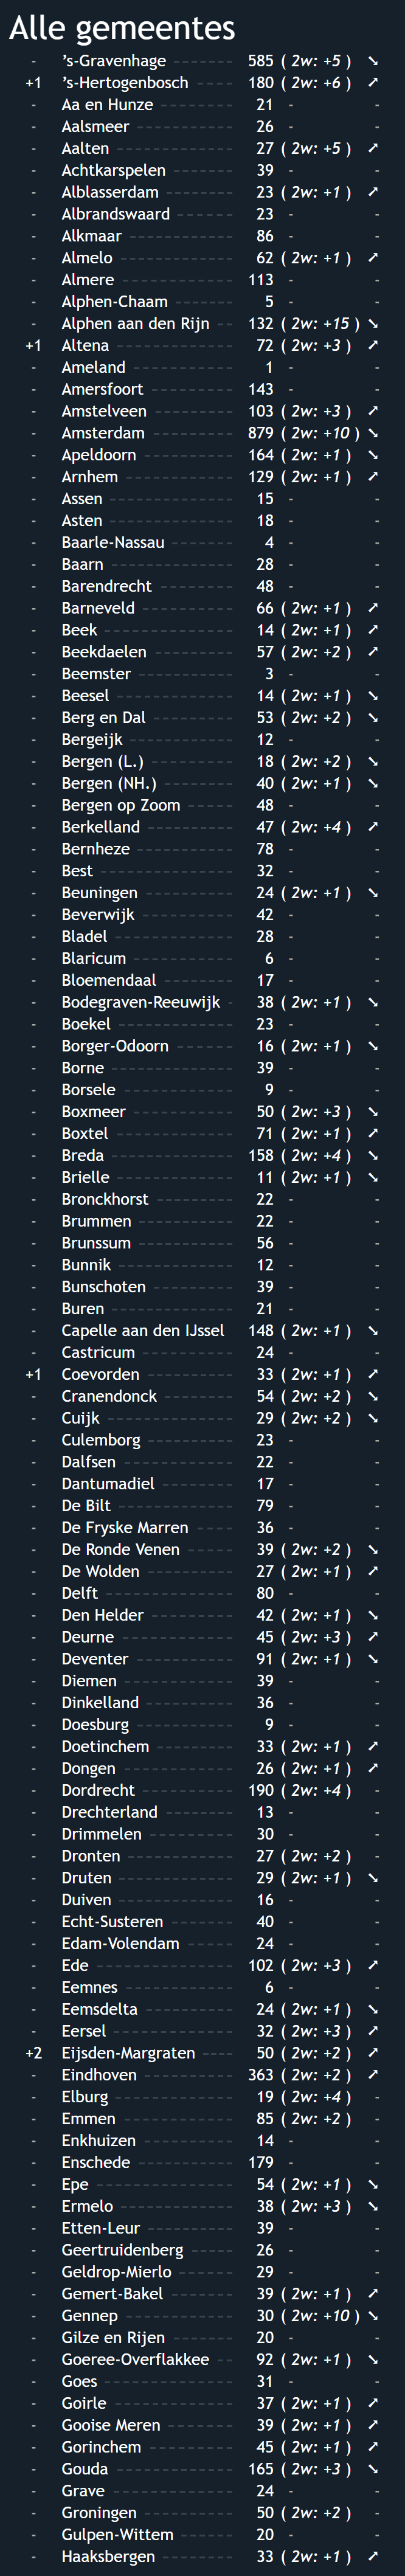 Alle gemeentes
- ’s-Gravenhage ------ 585 ( 2w: +5 ) ➘
+1 ’s-Hertogenbosch ---- 180 ( 2w: +6 ) ➚
- Aa en Hunze ------- 21 - -
- Aalsmeer --------- 26 - -
- Aalten ----------- 27 ( 2w: +5 ) ➚
- Achtkarspelen ------ 39 - -
- Alblasserdam ------ 23 ( 2w: +1 ) ➚
- Albrandswaard ----- 23 - -
- Alkmaar ---------- 86 - -
- Almelo ----------- 62 ( 2w: +1 ) ➚
- Almere ---------- 113 - -
- Alphen-Chaam ------ 5 - -
- Alphen aan den Rijn -- 132 ( 2w: +15 ) ➘
+1 Altena ----------- 72 ( 2w: +3 ) ➚
- Ameland --------- 1 - -
- Amersfoort -------- 143 - -
- Amstelveen -------- 103 ( 2w: +3 ) ➚
- Amsterdam -------- 879 ( 2w: +10 ) ➘
- Apeldoorn -------- 164 ( 2w: +1 ) ➘
- Arnhem ---------- 129 ( 2w: +1 ) ➚
- Assen ----------- 15 - -
- Asten ----------- 18 - -
- Baarle-Nassau ------ 4 - -
- Baarn ----------- 28 - -
- Barendrecht ------- 48 - -
- Barneveld -------- 66 ( 2w: +1 ) ➚
- Beek ------------ 14 ( 2w: +1 ) ➚
- Beekdaelen -------- 57 ( 2w: +2 ) ➚
- Beemster --------- 3 - -
- Beesel ----------- 14 ( 2w: +1 ) ➘
- Berg en Dal ------- 53 ( 2w: +2 ) ➘
- Bergeijk ---------- 12 - -
- Bergen (L.) -------- 18 ( 2w: +2 ) ➘
- Bergen (NH.) ------ 40 ( 2w: +1 ) ➘
- Bergen op Zoom ---- 48 - -
- Berkelland -------- 47 ( 2w: +4 ) ➚
- Bernheze --------- 78 - -
- Best ------------ 32 - -
- Beuningen -------- 24 ( 2w: +1 ) ➘
- Beverwijk --------- 42 - -
- Bladel ----------- 28 - -
- Blaricum --------- 6 - -
- Bloemendaal ------ 17 - -
- Bodegraven-Reeuwijk - 38 ( 2w: +1 ) ➘
- Boekel ---------- 23 - -
- Borger-Odoorn ----- 16 ( 2w: +1 ) ➘
- Borne ----------- 39 - -
- Borsele ---------- 9 - -
- Boxmeer --------- 50 ( 2w: +3 ) ➘
- Boxtel ----------- 71 ( 2w: +1 ) ➚
- Breda ----------- 158 ( 2w: +4 ) ➘
- Brielle ----------- 11 ( 2w: +1 ) ➘
- Bronckhorst ------- 22 - -
- Brummen -------- 22 - -
- Brunssum -------- 56 - -
- Bunnik ---------- 12 - -
- Bunschoten ------- 39 - -
- Buren ----------- 21 - -
- Capelle aan den IJssel 148 ( 2w: +1 ) ➘
- Castricum -------- 24 - -
+1 Coevorden -------- 33 ( 2w: +1 ) ➚
- Cranendonck ------ 54 ( 2w: +2 ) ➘
- Cuijk ------------ 29 ( 2w: +2 ) ➘
- Culemborg -------- 23 - -
- Dalfsen ---------- 22 - -
- Dantumadiel ------- 17 - -
- De Bilt ---------- 79 - -
- De Fryske Marren ---- 36 - -
- De Ronde Venen ----- 39 ( 2w: +2 ) ➘
- De Wolden -------- 27 ( 2w: +1 ) ➚
- Delft ----------- 80 - -
- Den Helder -------- 42 ( 2w: +1 ) ➘
- Deurne ---------- 45 ( 2w: +3 ) ➚
- Deventer --------- 91 ( 2w: +1 ) ➘
- Diemen ---------- 39 - -
- Dinkelland -------- 36 - -
- Doesburg --------- 9 - -
- Doetinchem ------- 33 ( 2w: +1 ) ➚
- Dongen ---------- 26 ( 2w: +1 ) ➚
- Dordrecht -------- 190 ( 2w: +4 ) -
- Drechterland ------- 13 - -
- Drimmelen -------- 30 - -
- Dronten --------- 27 ( 2w: +2 ) -
- Druten ---------- 29 ( 2w: +1 ) ➘
- Duiven ---------- 16 - -
- Echt-Susteren ------ 40 - -
- Edam-Volendam ---- 24 - -
- Ede ------------ 102 ( 2w: +3 ) ➚
- Eemnes ---------- 6 - -
- Eemsdelta -------- 24 ( 2w: +1 ) ➘
- Eersel ----------- 32 ( 2w: +3 ) ➚
+2 Eijsden-Margraten ---- 50 ( 2w: +2 ) ➚
- Eindhoven -------- 363 ( 2w: +2 ) ➚
- Elburg ---------- 19 ( 2w: +4 ) -
- Emmen ---------- 85 ( 2w: +2 ) -
- Enkhuizen -------- 14 - -
- Enschede -------- 179 - -
- Epe ------------ 54 ( 2w: +1 ) ➘
- Ermelo ---------- 38 ( 2w: +3 ) ➘
- Etten-Leur -------- 39 - -
- Geertruidenberg ---- 26 - -
- Geldrop-Mierlo ----- 29 - -
- Gemert-Bakel ------ 39 ( 2w: +1 ) ➚
- Gennep --------- 30 ( 2w: +10 ) ➘
- Gilze en Rijen ------ 20 - -
- Goeree-Overflakkee -- 92 ( 2w: +1 ) ➘
- Goes ----------- 31 - -
- Goirle ---------- 37 ( 2w: +1 ) ➚
- Gooise Meren ------ 39 ( 2w: +1 ) ➚
- Gorinchem ------- 45 ( 2w: +1 ) ➚
- Gouda ---------- 165 ( 2w: +3 ) ➘
- Grave ---------- 24 - -
- Groningen -------- 50 ( 2w: +2 ) -
- Gulpen-Wittem ----- 20 - -
- Haaksbergen ------ 33 ( 2w: +1 ) ➚